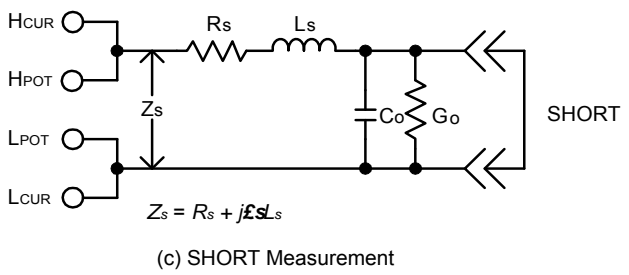 HCUR
Rs
Ls
HPOT
Zs
Co
Go
SHORT
LPOT
LCUR
Zs = Rs + j£sLs
(c) SHORT Measurement